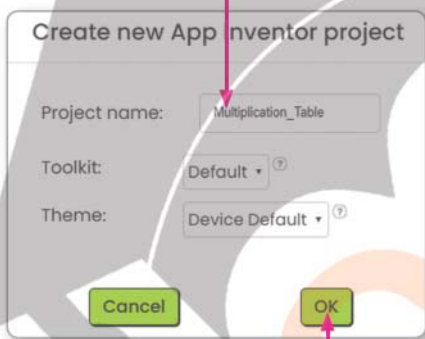 Create new App Inventor project
Project name: Multiplication_Table
Toolkit: Default ?
Theme: Device Default ?
Cancel OK